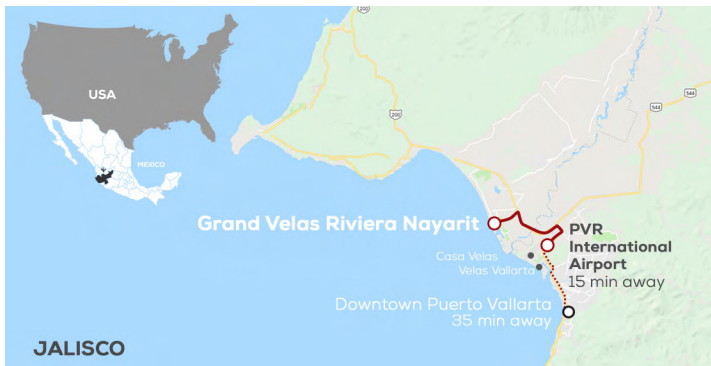 200
544
200
544
USA
MEXICO
Grand Velas Riviera Nayarit
PVR
International
Airport
15 min away
Casa Velas
Velas Vallarta
Downtown Puerto Vallarta
35 min away
JALISCO